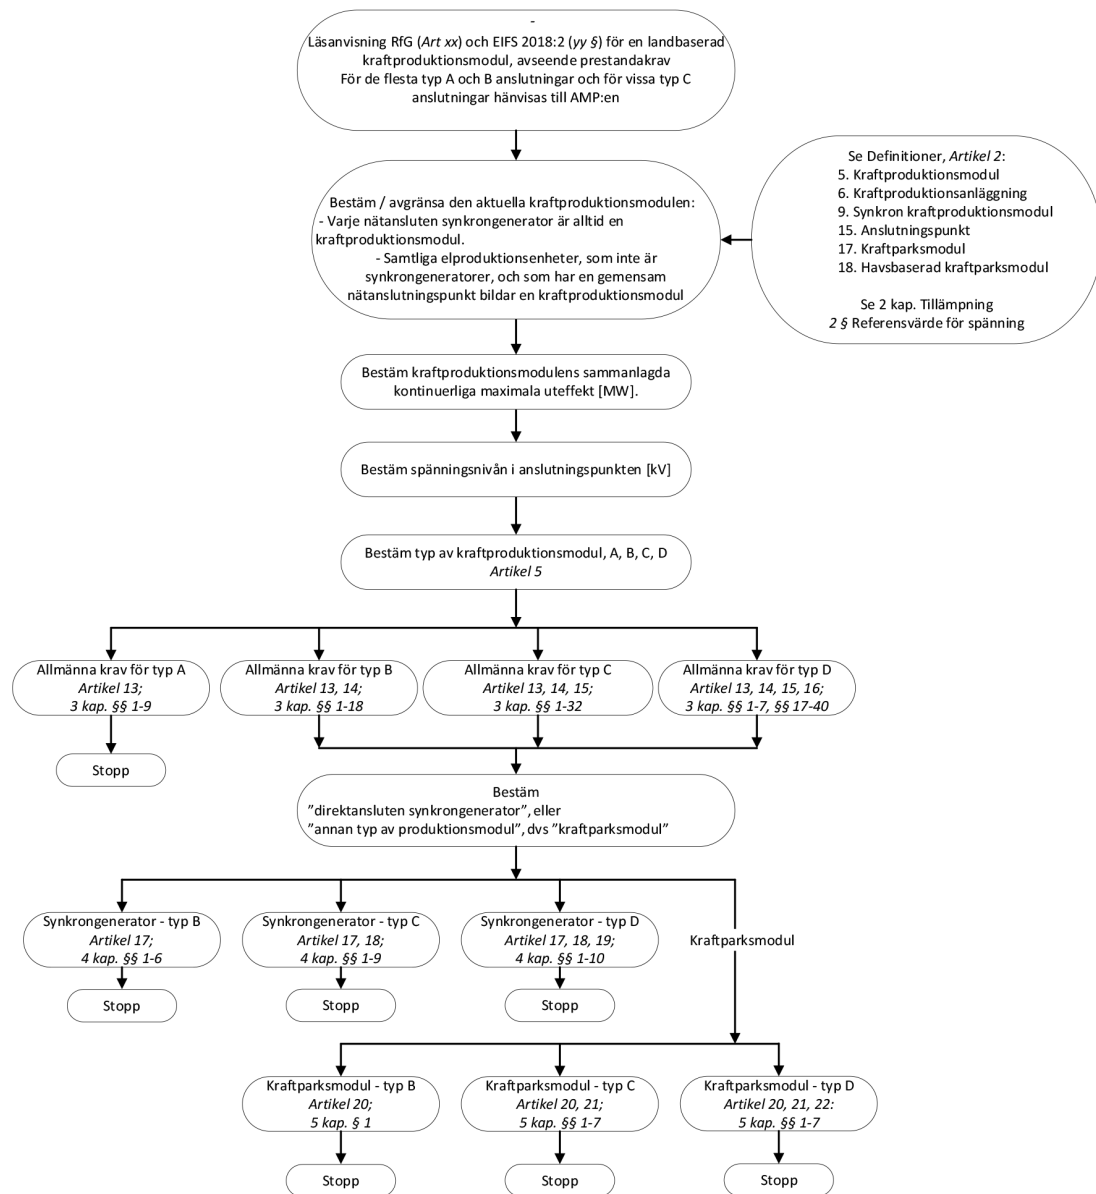 -
Läsanvisning RfG (Art xx) och EIFS 2018:2 (yy §) för en landbaserad
kraftproduktionsmodul, avseende prestandakrav
För de flesta typ A och B anslutningar och för vissa typ C
anslutningar hänvisas till AMP:en
Se Definitioner, Artikel 2:
5. Kraftproduktionsmodul
6. Kraftproduktionsanläggning
9. Synkron kraftproduktionsmodul
15. Anslutningspunkt
17. Kraftparksmodul
18. Havsbaserad kraftparksmodul
Se 2 kap. Tillämpning
2 § Referensvärde för spänning
Bestäm / avgränsa den aktuella kraftproduktionsmodulen:
- Varje nätansluten synkrongenerator är alltid en
kraftproduktionsmodul.
- Samtliga elproduktionsenheter, som inte är
synkrongeneratorer, och som har en gemensam
nätanslutningspunkt bildar en kraftproduktionsmodul
Bestäm kraftproduktionsmodulens sammanlagda
kontinuerliga maximala uteffekt [MW].
Bestäm spänningsnivån i anslutningspunkten [kV]
Bestäm typ av kraftproduktionsmodul, A, B, C, D
Artikel 5
Allmänna krav för typ A
Artikel 13;
3 kap. §§ 1-9
Allmänna krav för typ B
Artikel 13, 14;
3 kap. §§ 1-18
Allmänna krav för typ C
Artikel 13, 14, 15;
3 kap. §§ 1-32
Allmänna krav för typ D
Artikel 13, 14, 15, 16;
3 kap. §§ 1-7, §§ 17-40
Stopp
Bestäm
”direktansluten synkrongenerator”, eller
”annan typ av produktionsmodul”, dvs ”kraftparksmodul”
Synkrongenerator - typ B
Artikel 17;
4 kap. §§ 1-6
Synkrongenerator - typ C
Artikel 17, 18;
4 kap. §§ 1-9
Synkrongenerator - typ D
Artikel 17, 18, 19;
4 kap. §§ 1-10
Kraftparksmodul
Stopp
Stopp
Stopp
Kraftparksmodul - typ B
Artikel 20;
5 kap. § 1
Kraftparksmodul - typ C
Artikel 20, 21;
5 kap. §§ 1-7
Kraftparksmodul - typ D
Artikel 20, 21, 22:
5 kap. §§ 1-7
Stopp
Stopp
Stopp